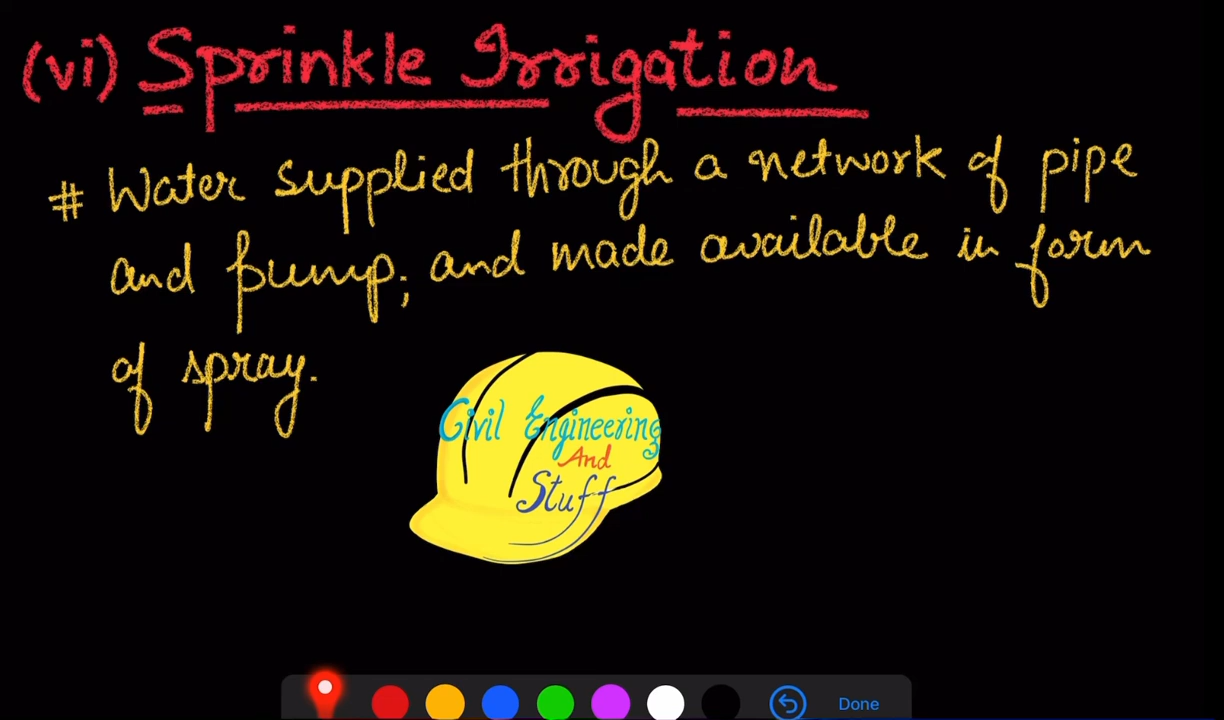 (vi) Sprinkle Irrigation
# Water supplied through a network of pipe
and pump; and made available in form
of spray.
Civil Engineering
And
Stuff
Done